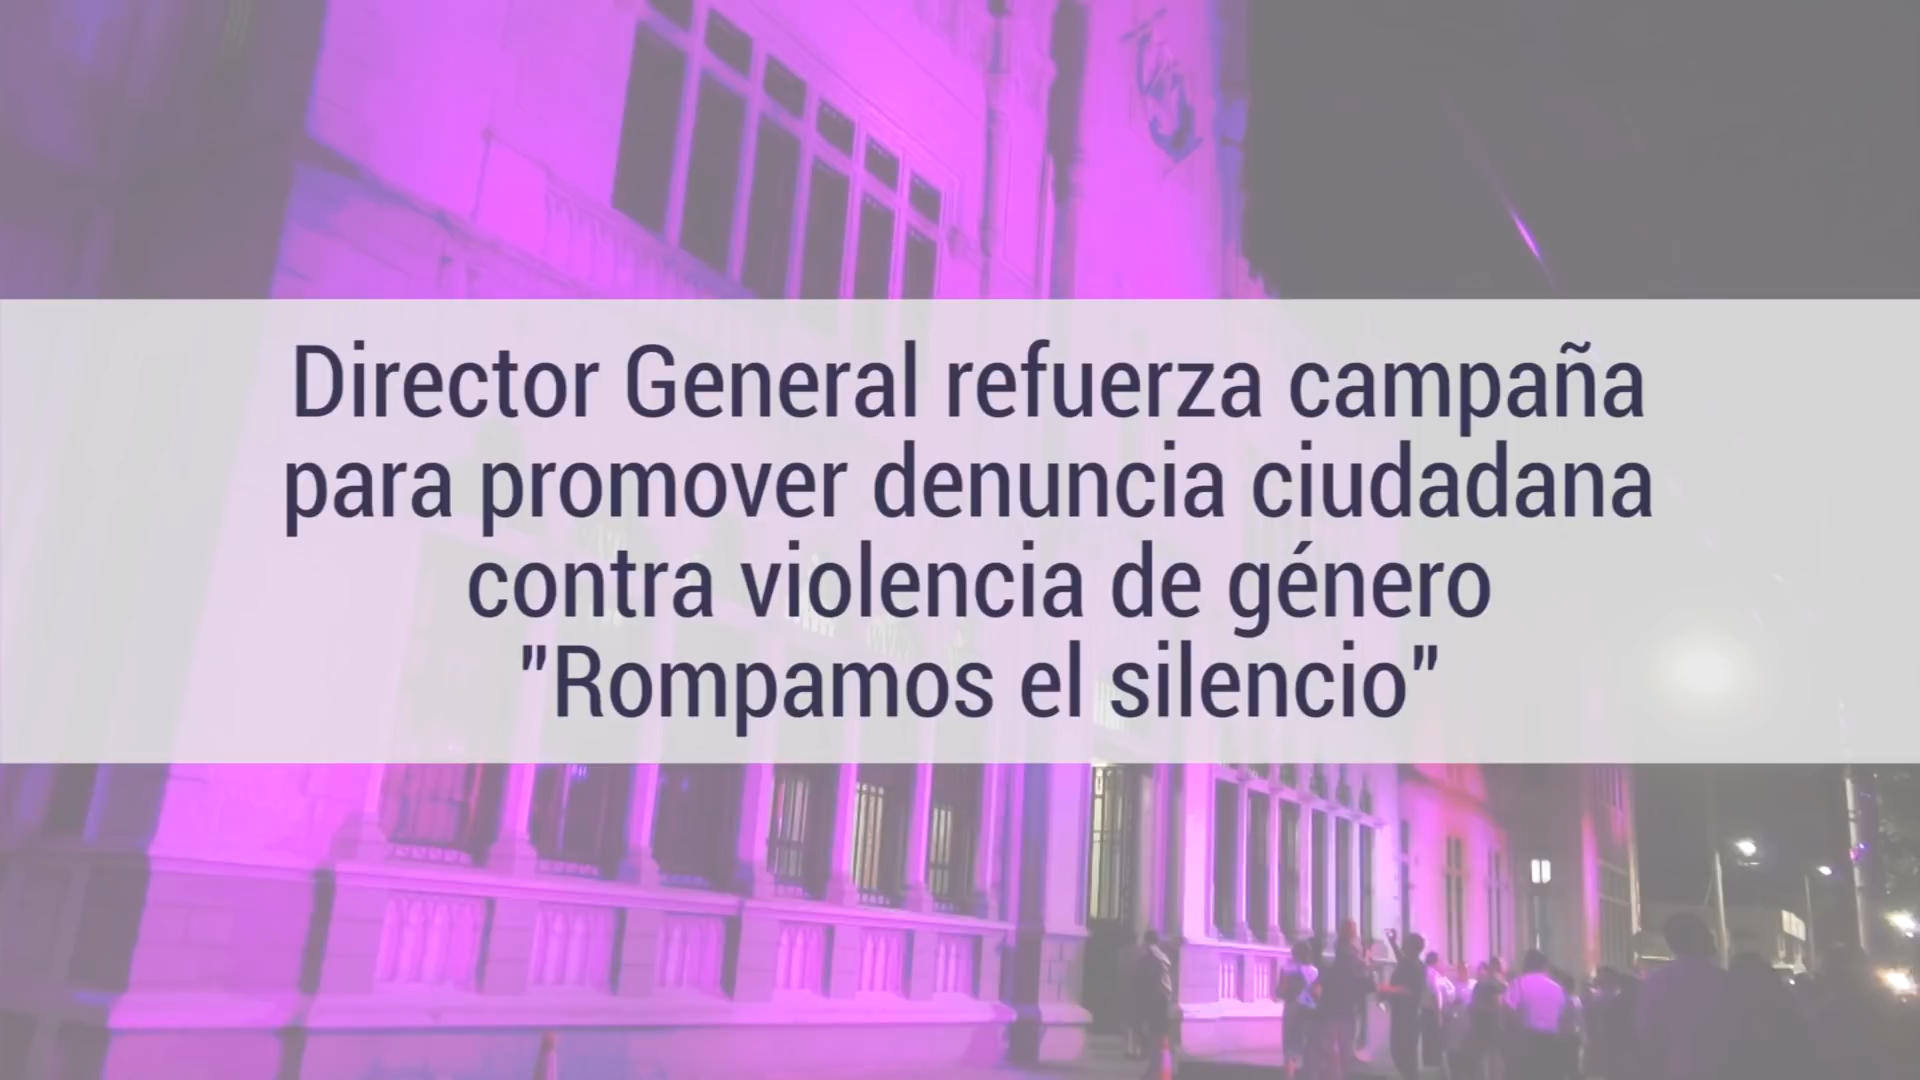 Director General refuerza campaña
para promover denuncia ciudadana
contra violencia de género
"Rompamos el silencio"